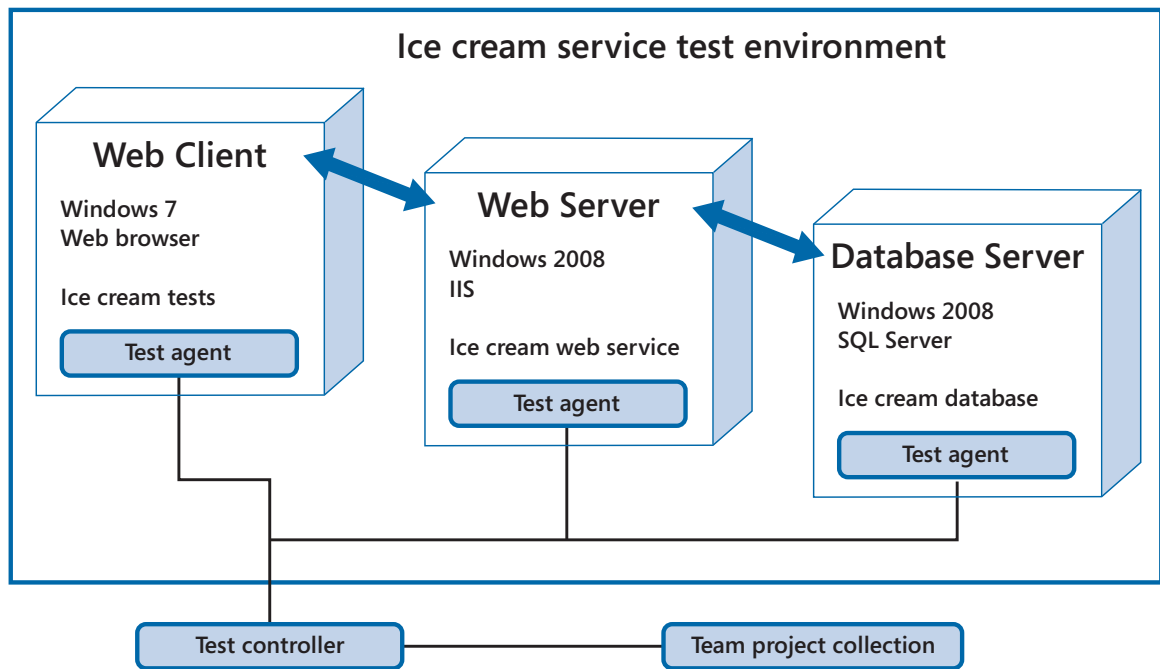 Ice cream service test environment
Web Client
Windows 7
Web browser
Ice cream tests
Test agent
Web Server
Windows 2008
IIS
Ice cream web service
Test agent
Database Server
Windows 2008
SQL Server
Ice cream database
Test agent
Test controller
Team project collection